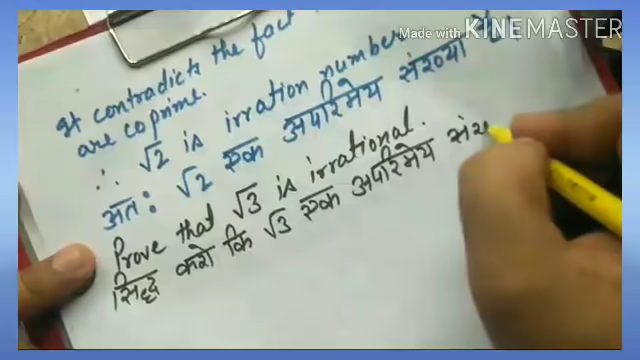 Made with KINEMASTER
It contradicts the fact
are coprime.
∴ √2 is irration number
अतः √2 एक अपरिमेय संख्या
Prove that √3 is irrational.
सिद्ध करो कि √3 एक अपरिमेय संख